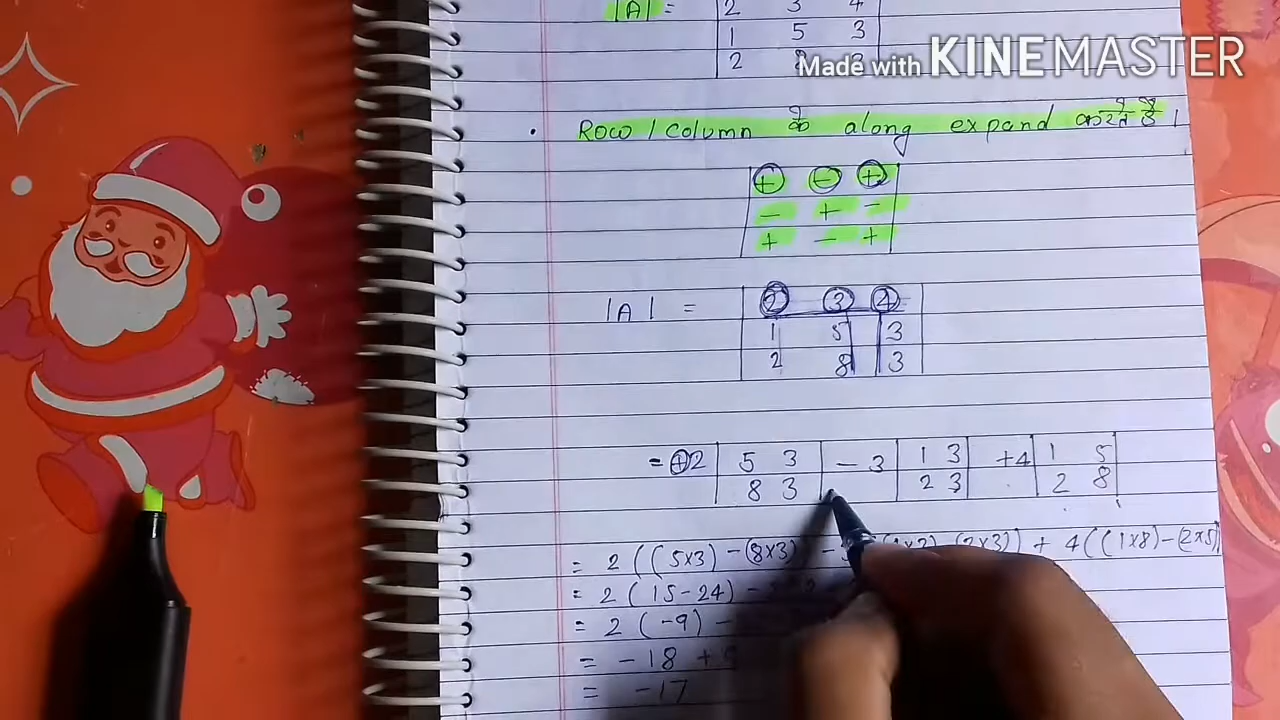 |A| = 2 3 4
1 5 3
2 8 3
Made with KINEMASTER
• Row / column के along expand करते है ।
+ - +
- + -
+ - +
|A| = 2 3 4
1 5 3
2 8 3
= +2 5 3 - 3 1 3 +4 1 5
8 3 2 3 2 8
= 2 ((5×3) - (8×3) + 4((1×8) - (2×5))
= 2 (15 - 24) -
= 2 (-9) -
= -18 +
= -17